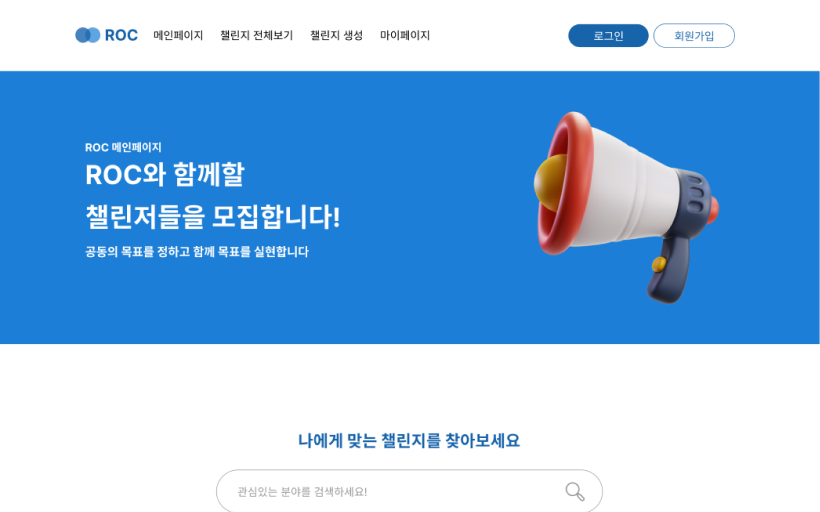 ROC 메인페이지 챌린지 전체보기 챌린지 생성 마이페이지 로그인 회원가입
ROC 메인페이지
ROC와 함께할
챌린저들을 모집합니다!
공동의 목표를 정하고 함께 목표를 실현합니다
나에게 맞는 챌린지를 찾아보세요
관심있는 분야를 검색하세요!